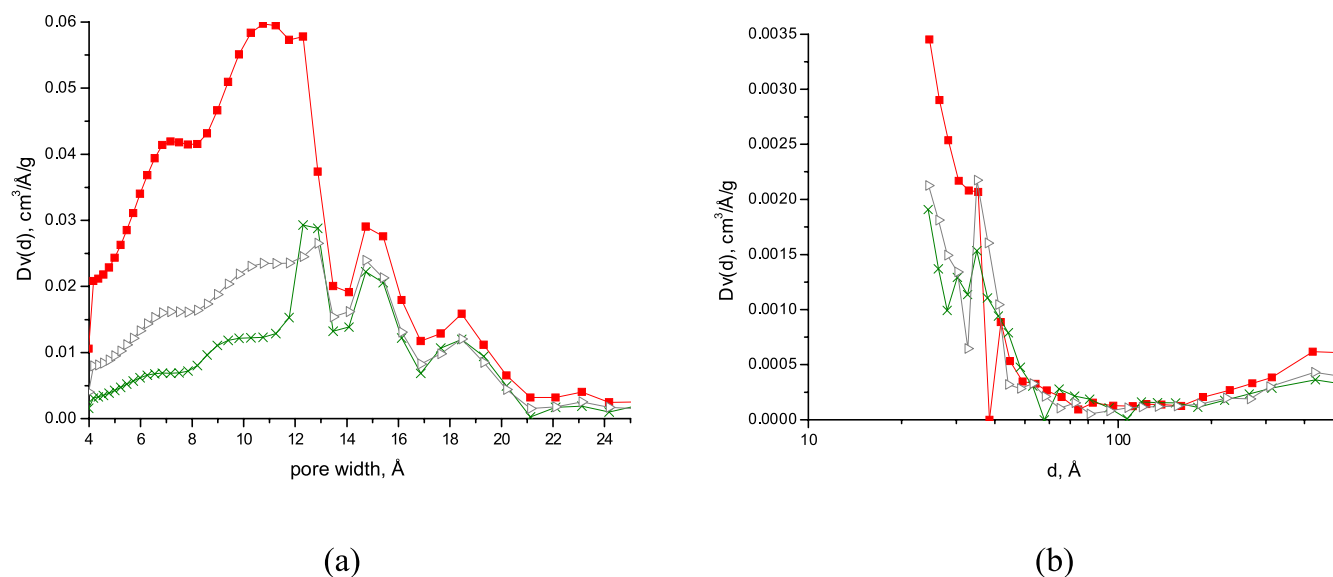 0.06
0.05
0.04
0.03
0.02
0.01
0.00
Dv(d), cm³/Å/g
4 6 8 10 12 14 16 18 20 22 24
pore width, Å
(a)
0.0035
0.0030
0.0025
0.0020
0.0015
0.0010
0.0005
0.0000
Dv(d), cm³/Å/g
10 100
d, Å
(b)